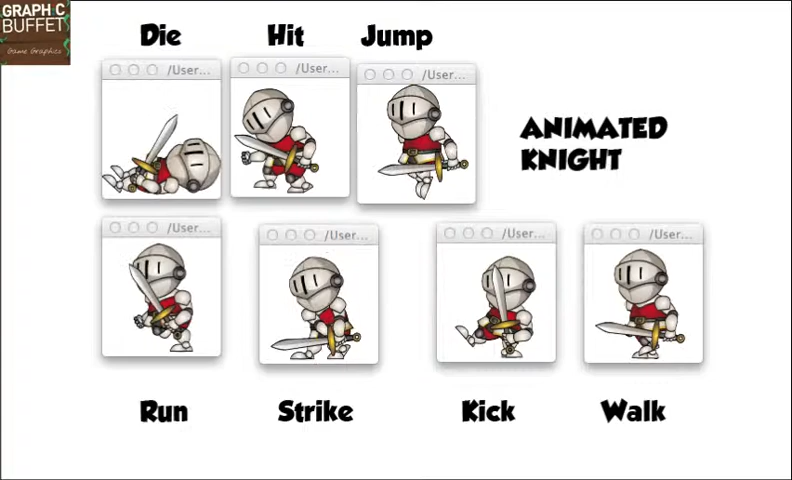 GRAPH C
BUFFET
Game Graphics
Die
Hit
Jump
/User...
/User...
/User...
ANIMATED
KNIGHT
/User...
/User...
/User...
/User...
Run
Strike
Kick
Walk